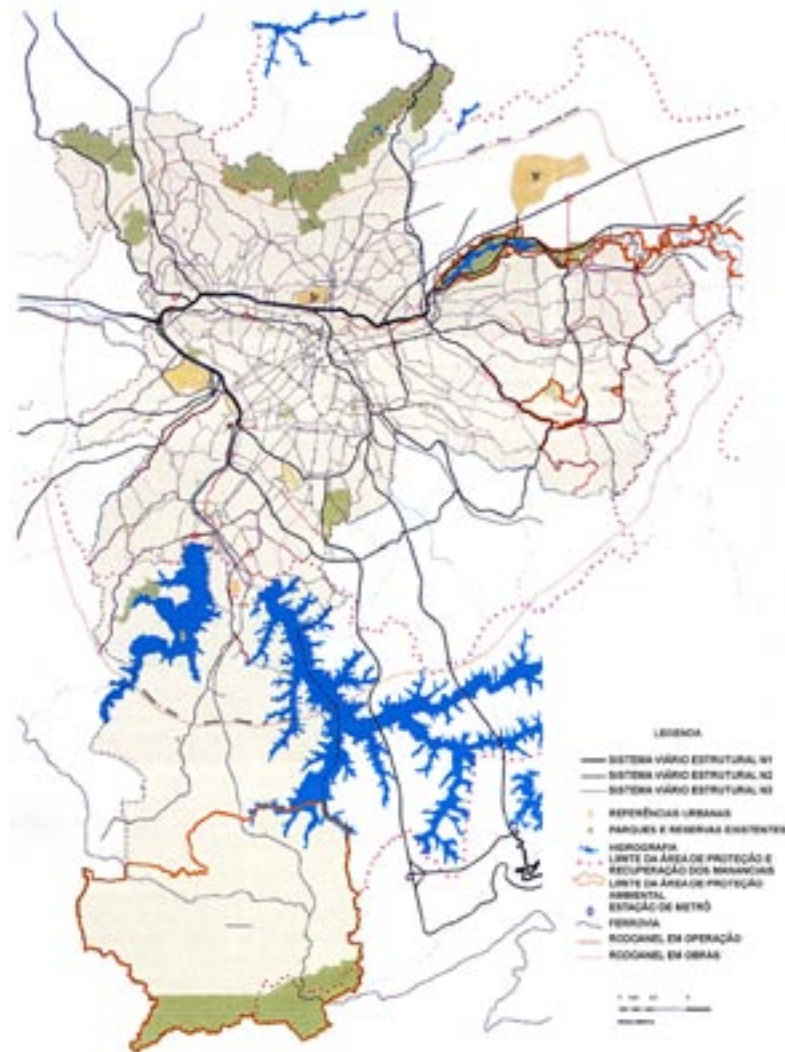 LEGENDA
SISTEMA VIÁRIO ESTRUTURAL N1
SISTEMA VIÁRIO ESTRUTURAL N2
SISTEMA VIÁRIO ESTRUTURAL N3
REFERÊNCIAS URBANAS
PARQUES E RESERVAS EXISTENTES
HIDROGRAFIA
LIMITE DA ÁREA DE PROTEÇÃO E
RECUPERAÇÃO DOS MANANCIAIS
LIMITE DA ÁREA DE PROTEÇÃO
AMBIENTAL
ESTAÇÃO DE METRÔ
FERROVIA
RODOANEL EM OPERAÇÃO
RODOANEL EM OBRAS